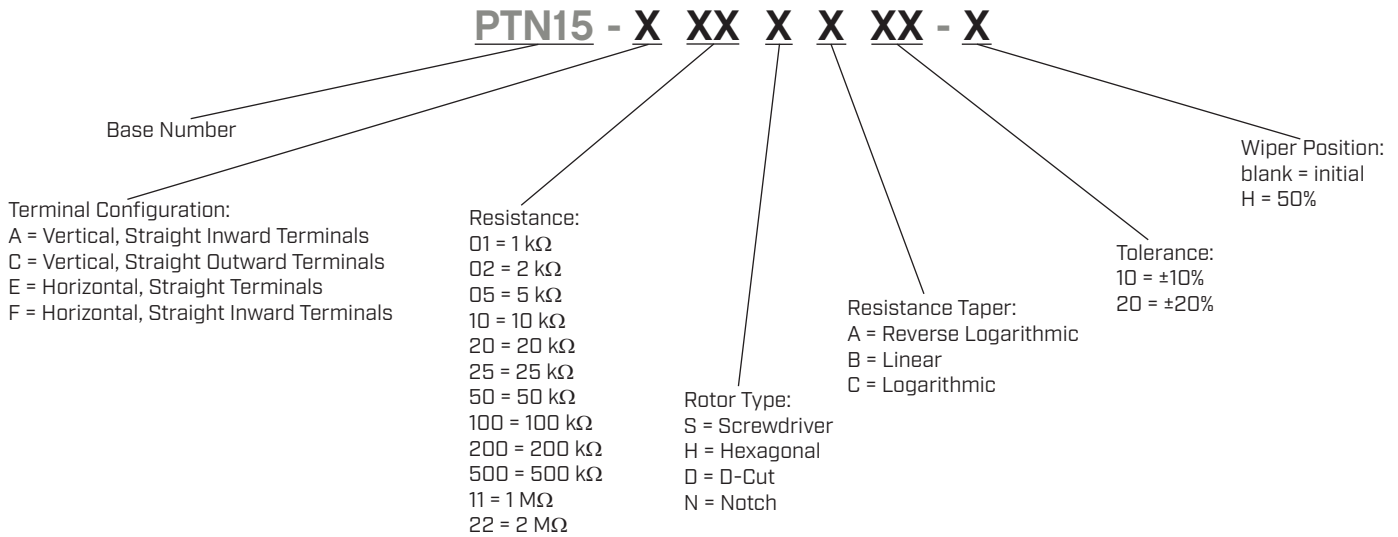 PTN15 - X XX X X XX - X
Base Number
Terminal Configuration:
A = Vertical, Straight Inward Terminals
C = Vertical, Straight Outward Terminals
E = Horizontal, Straight Terminals
F = Horizontal, Straight Inward Terminals
Resistance:
01 = 1 kΩ
02 = 2 kΩ
05 = 5 kΩ
10 = 10 kΩ
20 = 20 kΩ
25 = 25 kΩ
50 = 50 kΩ
100 = 100 kΩ
200 = 200 kΩ
500 = 500 kΩ
11 = 1 MΩ
22 = 2 MΩ
Rotor Type:
S = Screwdriver
H = Hexagonal
D = D-Cut
N = Notch
Resistance Taper:
A = Reverse Logarithmic
B = Linear
C = Logarithmic
Tolerance:
10 = ±10%
20 = ±20%
Wiper Position:
blank = initial
H = 50%